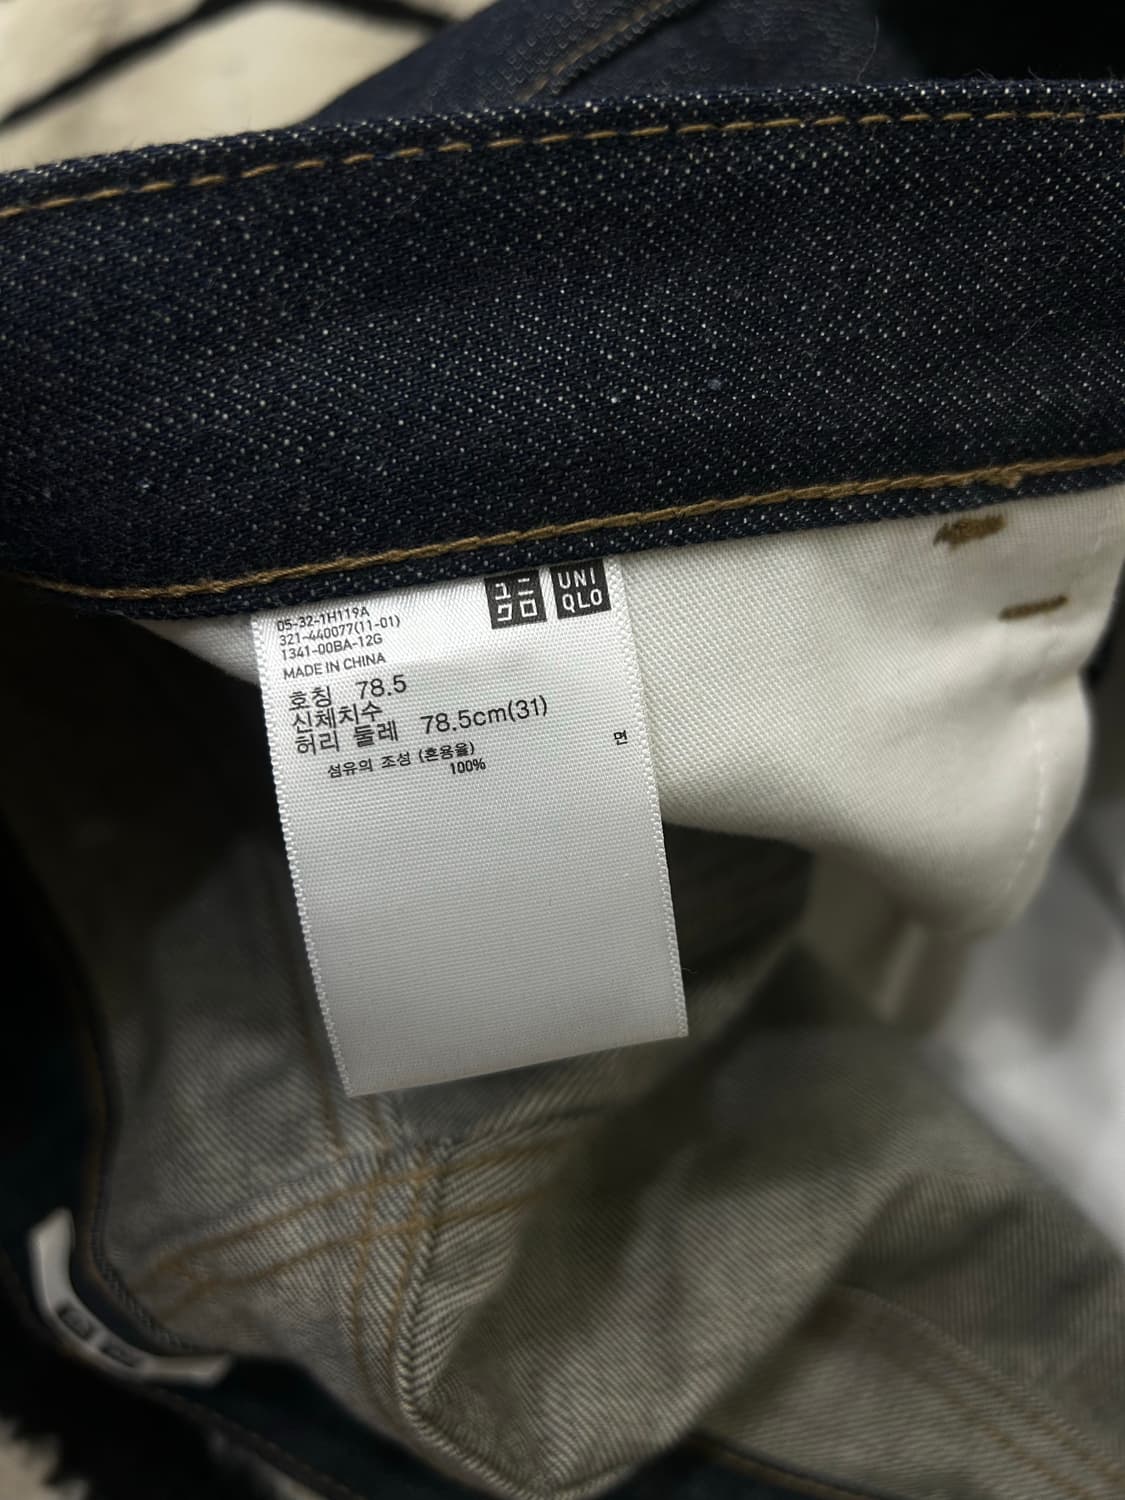 ユニ
クロ
UNI
QLO
05-32-1H119A
321-440077(11-01)
1341-00BA-12G
MADE IN CHINA
호칭 78.5
신체치수
허리 둘레 78.5cm(31)
섬유의 조성 (혼용율) 면
100%